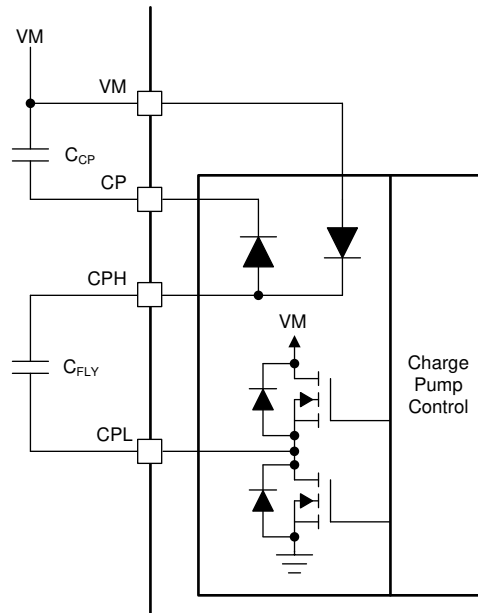 VM
VM
C_CP
CP
CPH
VM
C_FLY
CPL
Charge
Pump
Control